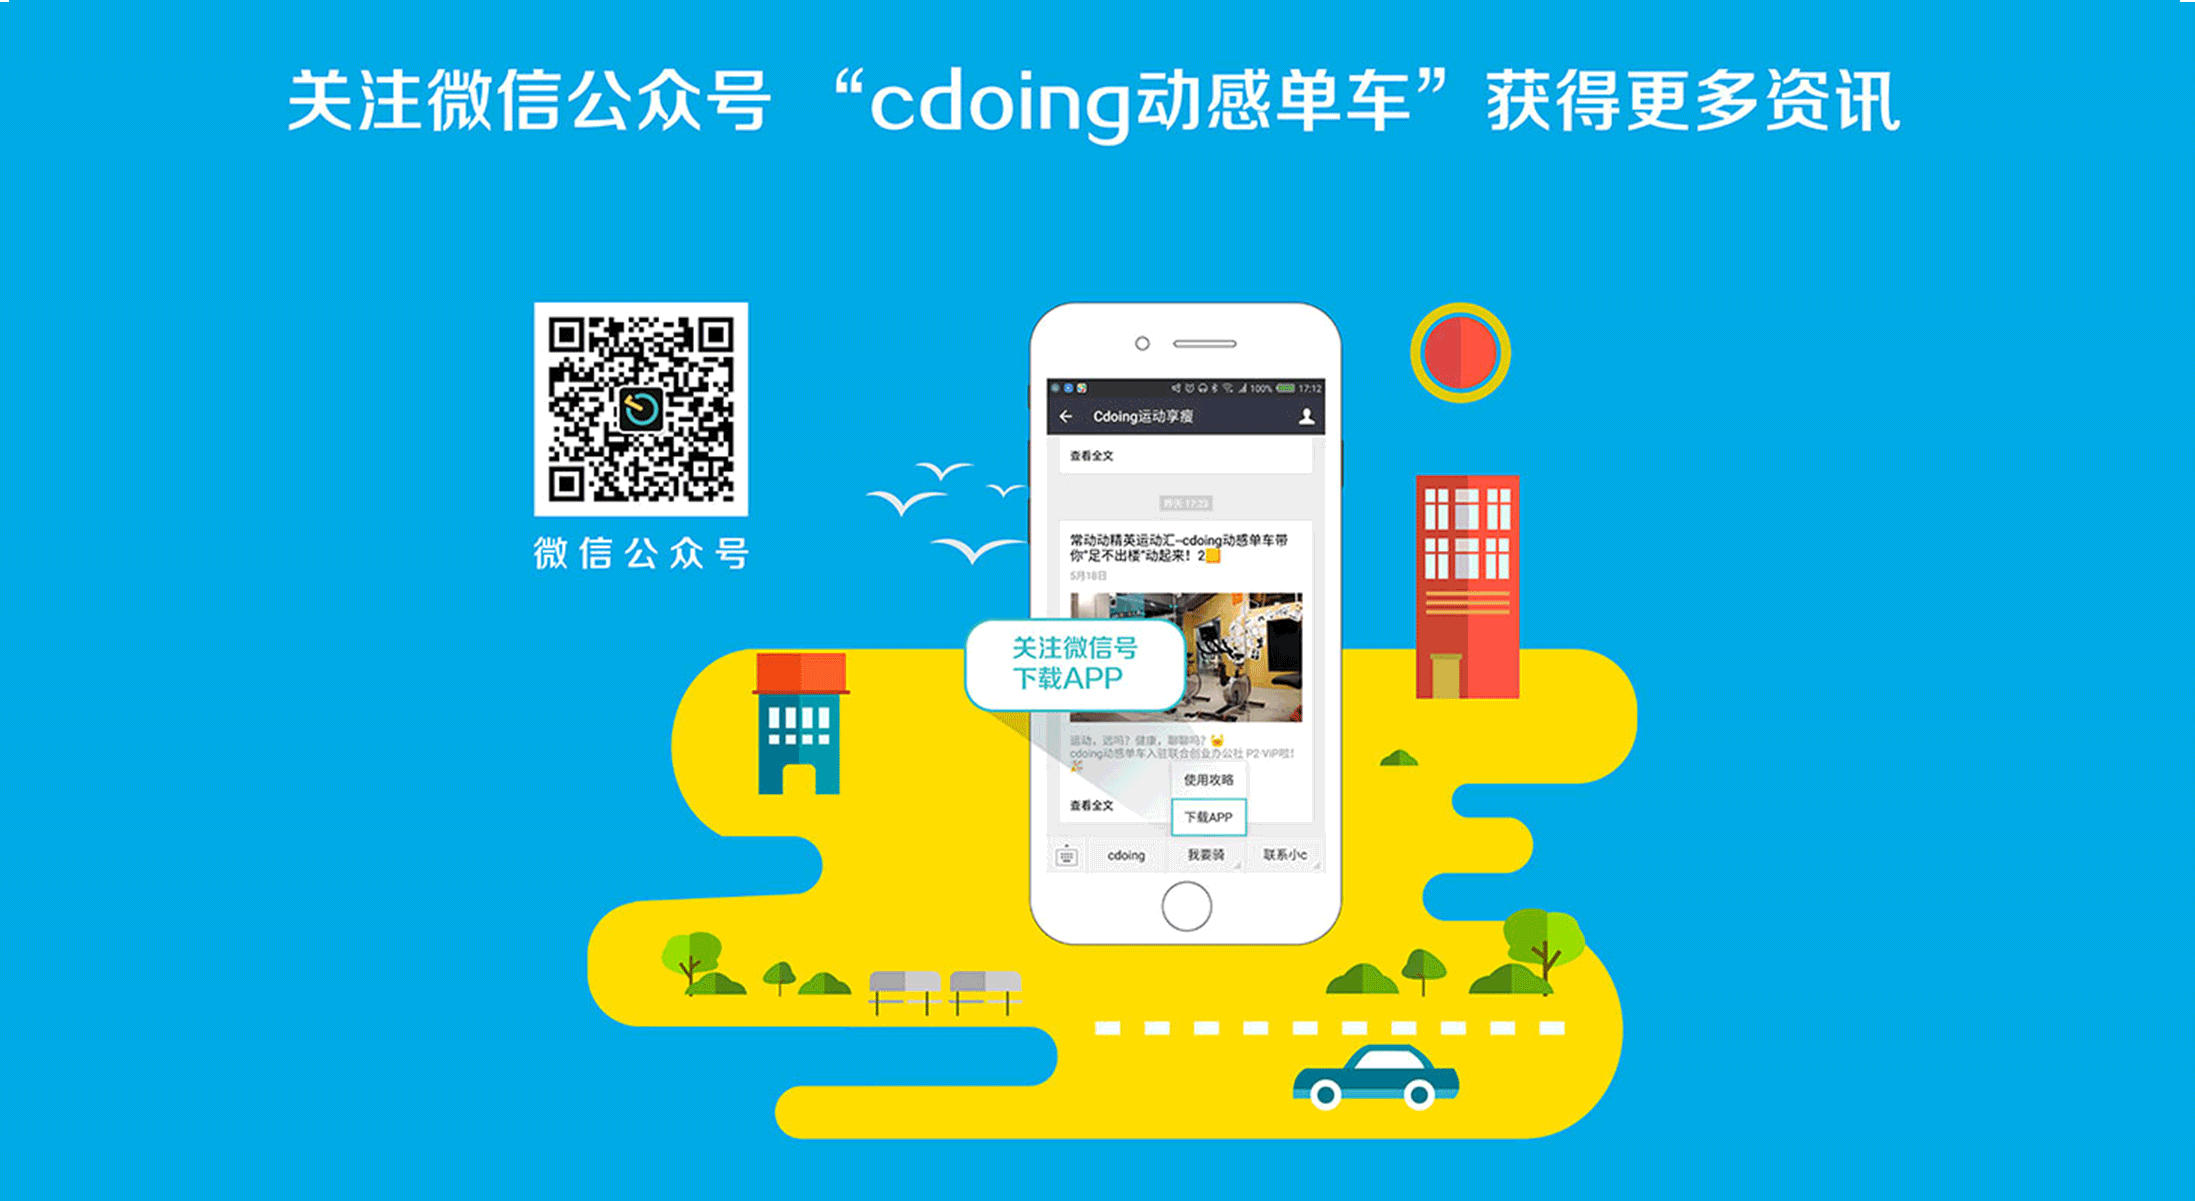 关注微信公众号 “cdoing动感单车”获得更多资讯
微信公众号
100% 17:12
Cdoing运动享瘦
查看全文
昨天 17:23
常动动精英运动汇–cdoing动感单车带
你“足不出楼”动起来！2
5月18日
关注微信号
下载APP
运动，远吗？健康，聊聊吗？
cdoing动感单车入驻联合创业办公社 P2·ViP啦！
使用攻略
查看全文
下载APP
cdoing
我要骑
联系小c